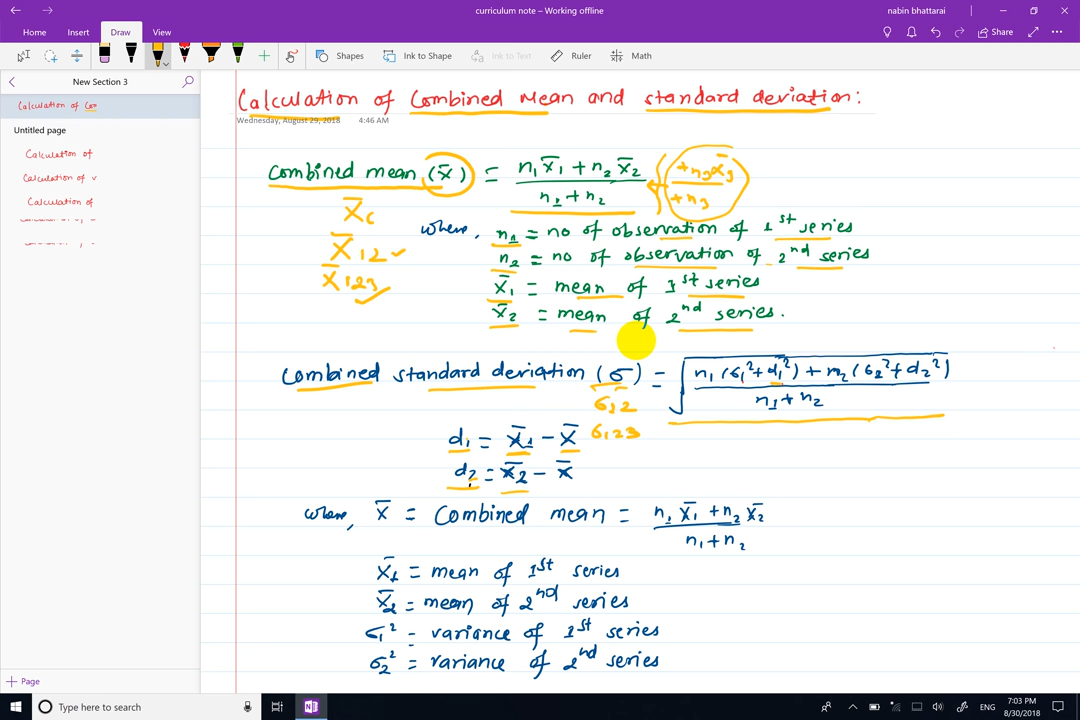 curriculum note – Working offline
nabin bhattarai
Home
Insert
Draw
View
Share
Shapes
Ink to Shape
Ink to Text
Ruler
Math
New Section 3
Calculation of Com
Untitled page
Calculation of
Calculation of v
Calculation of
Page
Calculation of Combined Mean and standard deviation:
Wednesday, August 29, 2018 4:46 AM
Combined mean (x̄) = (n₁x̄₁ + n₂x̄₂) / (n₁ + n₂) (+n₃x̄₃ / +n₃)
x̄c
x̄12 ✓
x̄123 ✓
where, n₁ = no of observation of 1st series
n₂ = no of observation of 2nd series
x̄₁ = mean of 1st series
x̄₂ = mean of 2nd series.
Combined standard deviation (σ) = √((n₁(σ₁²+d₁²) + n₂(σ₂²+d₂²)) / (n₁+n₂))
σ12
σ123
d₁ = x̄₁ − x̄
d₂ = x̄₂ − x̄
where, x̄ = Combined mean = (n₁x̄₁ + n₂x̄₂) / (n₁+n₂)
x̄₁ = mean of 1st series
x̄₂ = mean of 2nd series
σ₁² = variance of 1st series
σ₂² = variance of 2nd series
Type here to search
7:03 PM
8/30/2018